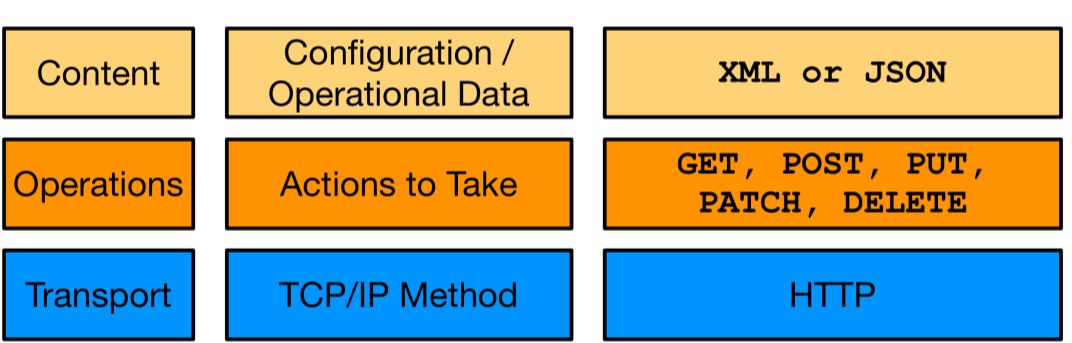 Content
Configuration /
Operational Data
XML or JSON
Operations
Actions to Take
GET, POST, PUT,
PATCH, DELETE
Transport
TCP/IP Method
HTTP